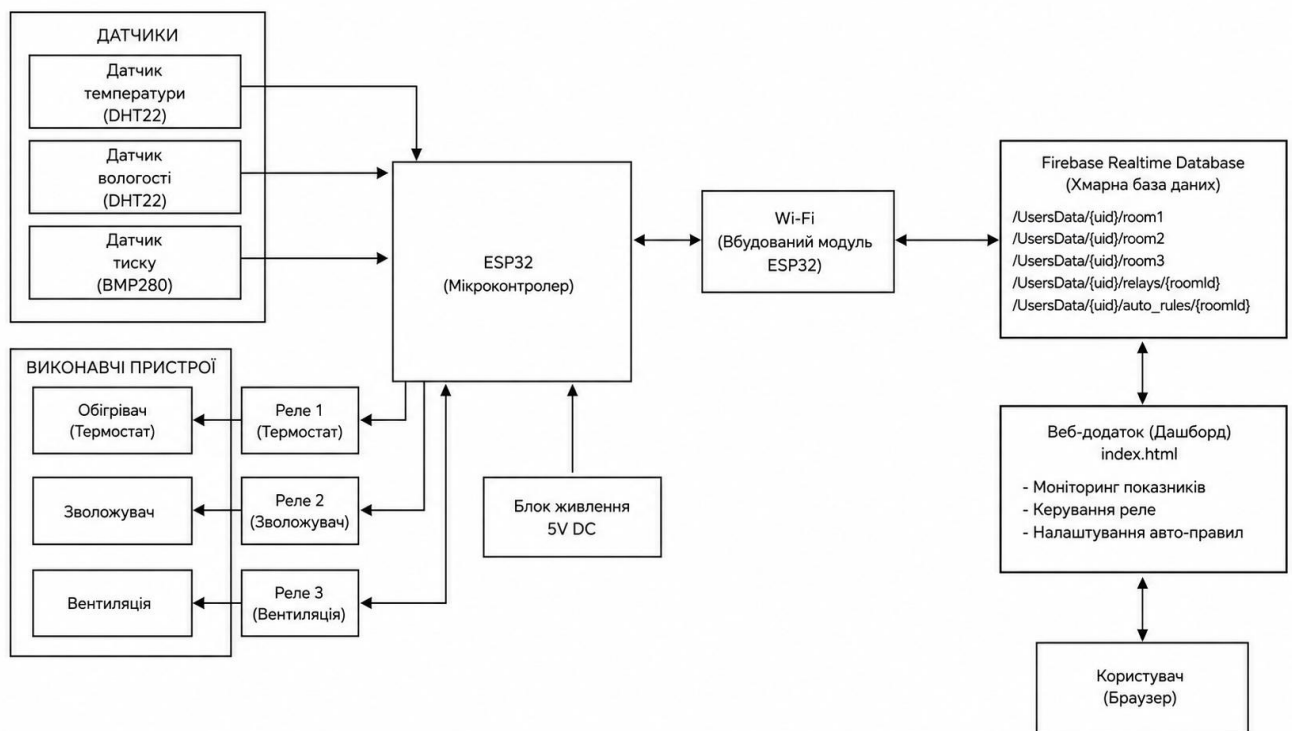 ДАТЧИКИ
Датчик
температури
(DHT22)
Датчик
вологості
(DHT22)
Датчик
тиску
(BMP280)
ESP32
(Мікроконтролер)
Wi-Fi
(Вбудований модуль
ESP32)
Firebase Realtime Database
(Хмарна база даних)
/UsersData/{uid}/room1
/UsersData/{uid}/room2
/UsersData/{uid}/room3
/UsersData/{uid}/relays/{roomId}
/UsersData/{uid}/auto_rules/{roomId}
ВИКОНАВЧІ ПРИСТРОЇ
Обігрівач
(Термостат)
Реле 1
(Термостат)
Зволожувач
Реле 2
(Зволожувач)
Вентиляція
Реле 3
(Вентиляція)
Блок живлення
5V DC
Веб-додаток (Дашборд)
index.html
- Моніторинг показників
- Керування реле
- Налаштування авто-правил
Користувач
(Браузер)